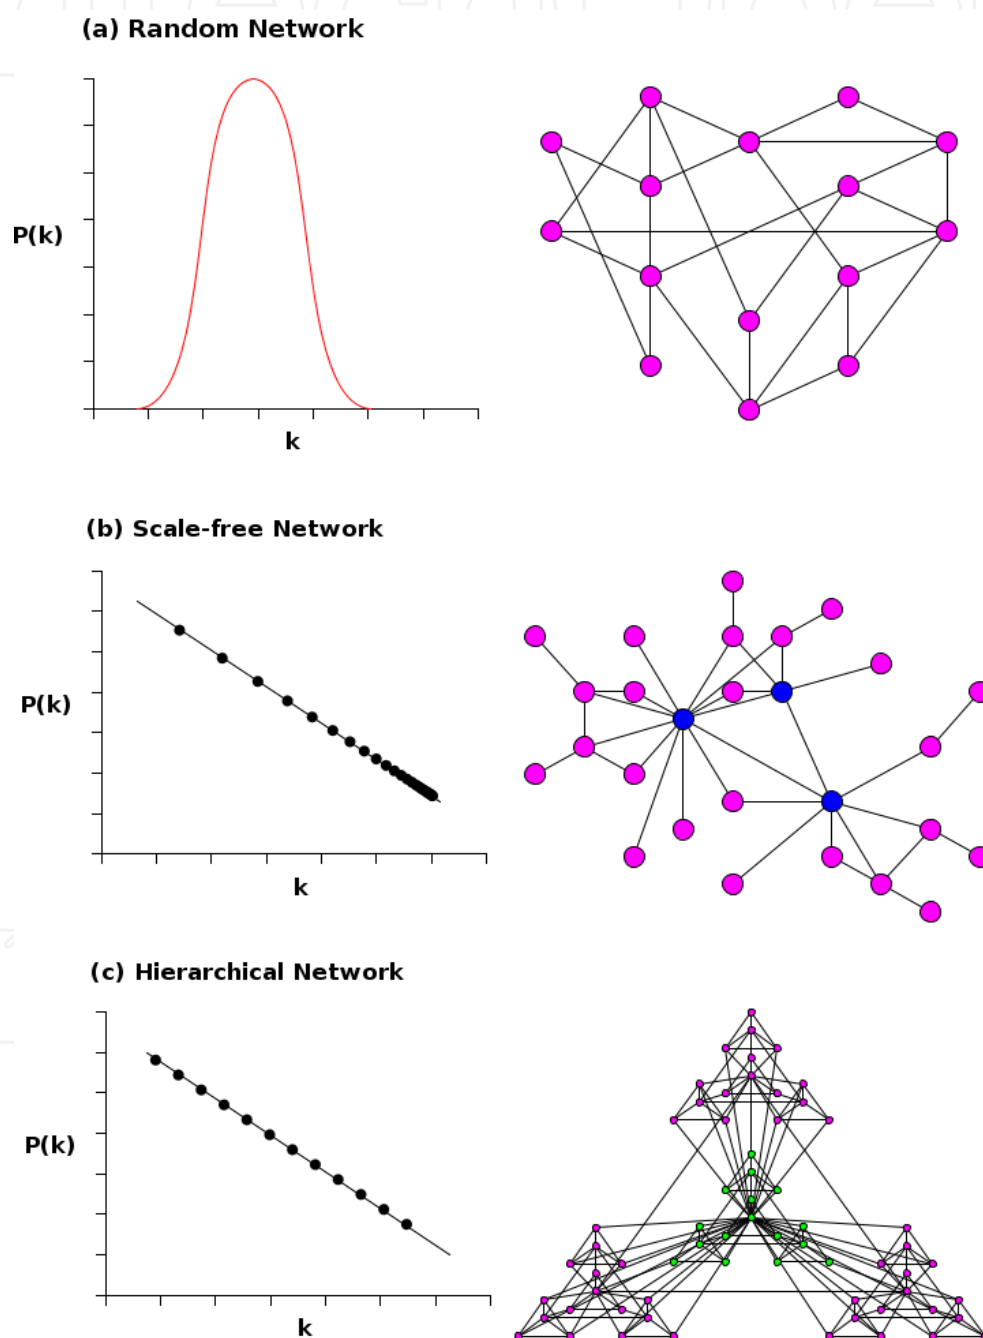 (a) Random Network
P(k)
k
(b) Scale-free Network
P(k)
k
(c) Hierarchical Network
P(k)
k